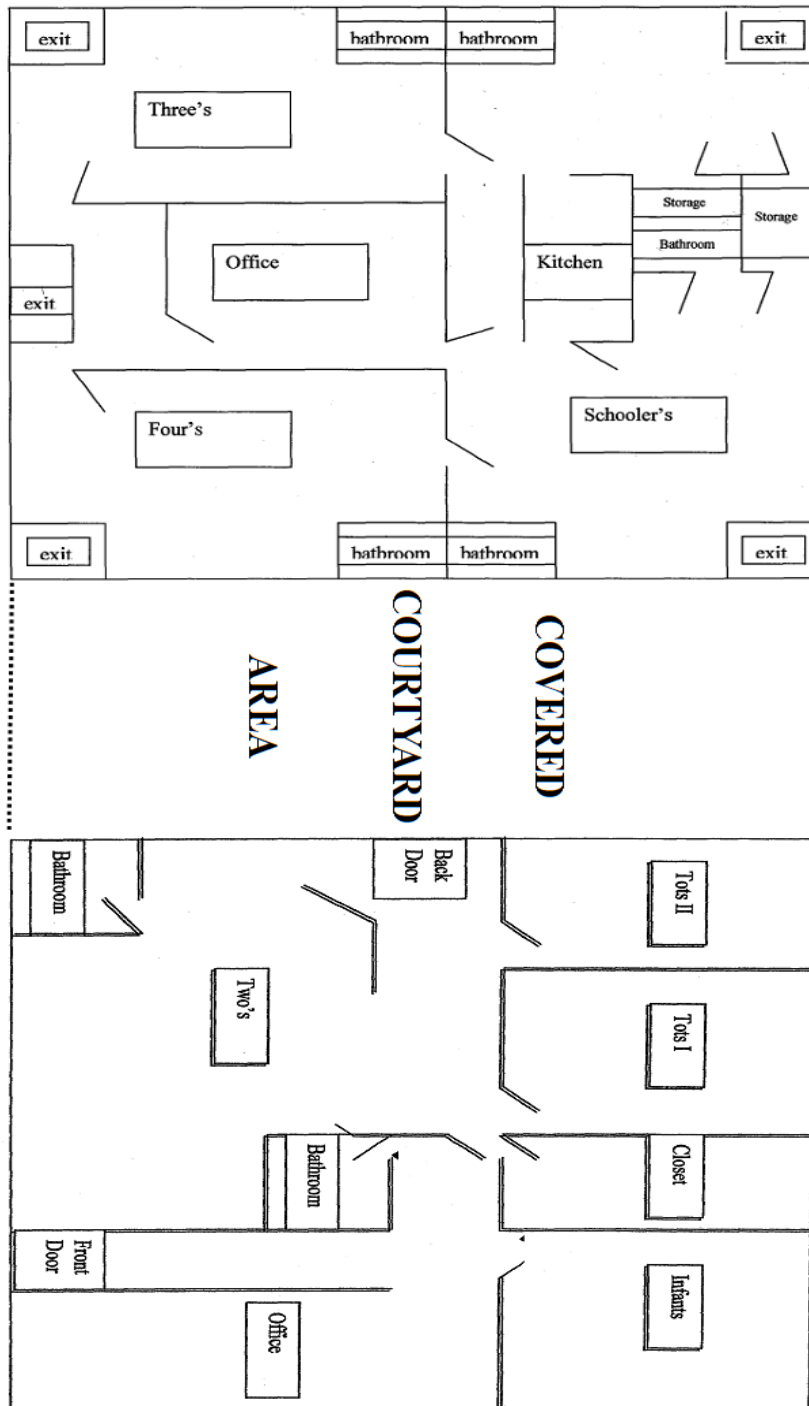 exit
bathroom
bathroom
exit
Three's
Storage
Storage
Bathroom
Office
Kitchen
exit
Four's
Schooler's
exit
bathroom
bathroom
exit
COVERED
COURTYARD
AREA
Tots II
Back
Door
Bathroom
Two's
Tots I
Closet
Bathroom
Front
Door
Infants
Office